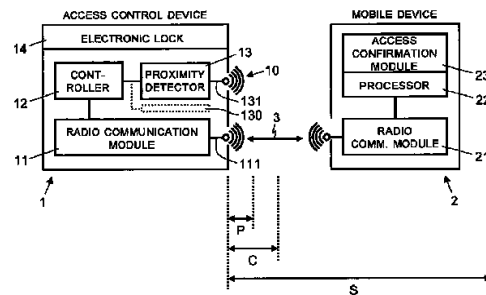 ACCESS CONTROL DEVICE
MOBILE DEVICE
14
ELECTRONIC LOCK
13
10
CONT-
ROLLER
PROXIMITY
DETECTOR
131
12
130
RADIO COMMUNICATION
MODULE
11
111
3
ACCESS
CONFIRMATION
MODULE
23
PROCESSOR
22
RADIO
COMM. MODULE
21
1
2
P
C
S